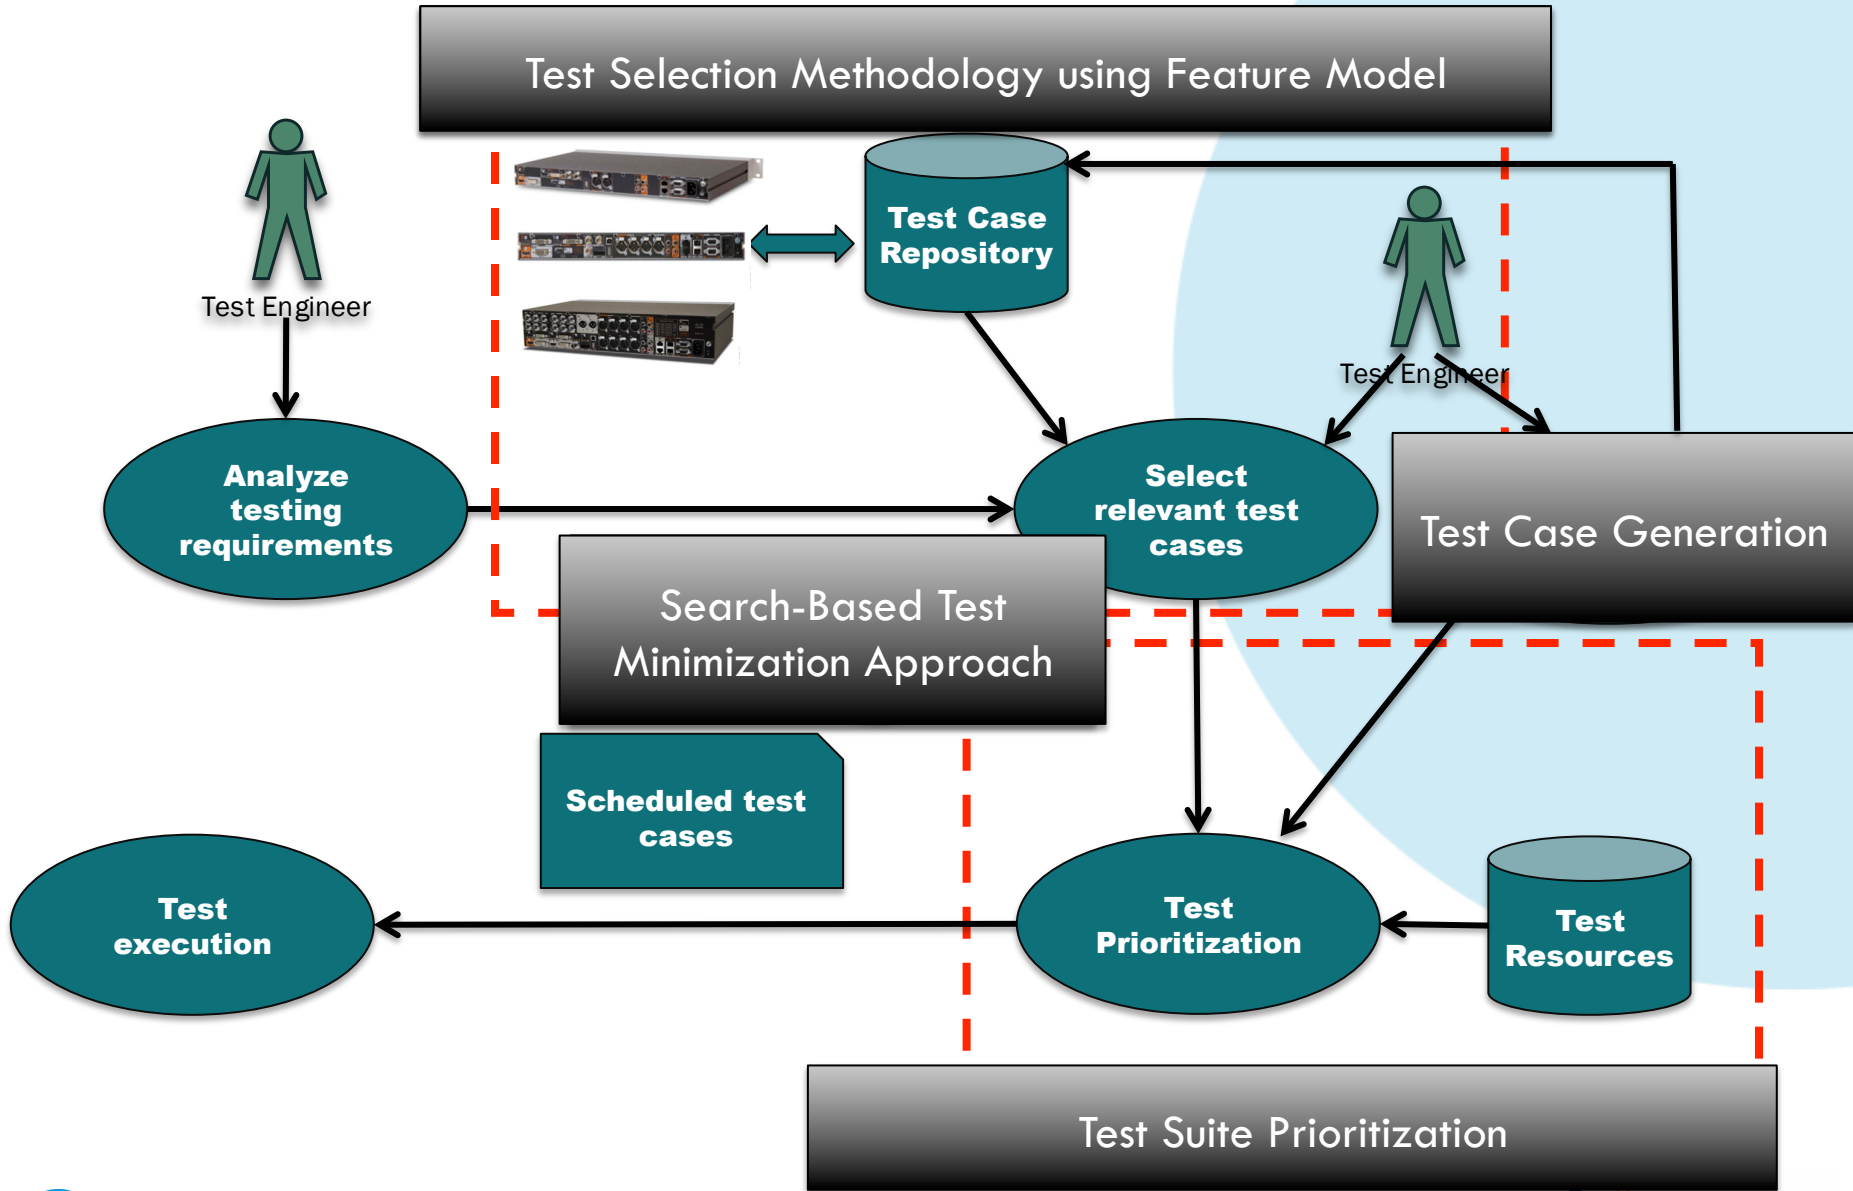 Test Selection Methodology using Feature Model
Test Case
Repository
Test Engineer
Test Engineer
Analyze
testing
requirements
Select
relevant test
cases
Test Case Generation
Search-Based Test
Minimization Approach
Scheduled test
cases
Test
execution
Test
Prioritization
Test
Resources
Test Suite Prioritization